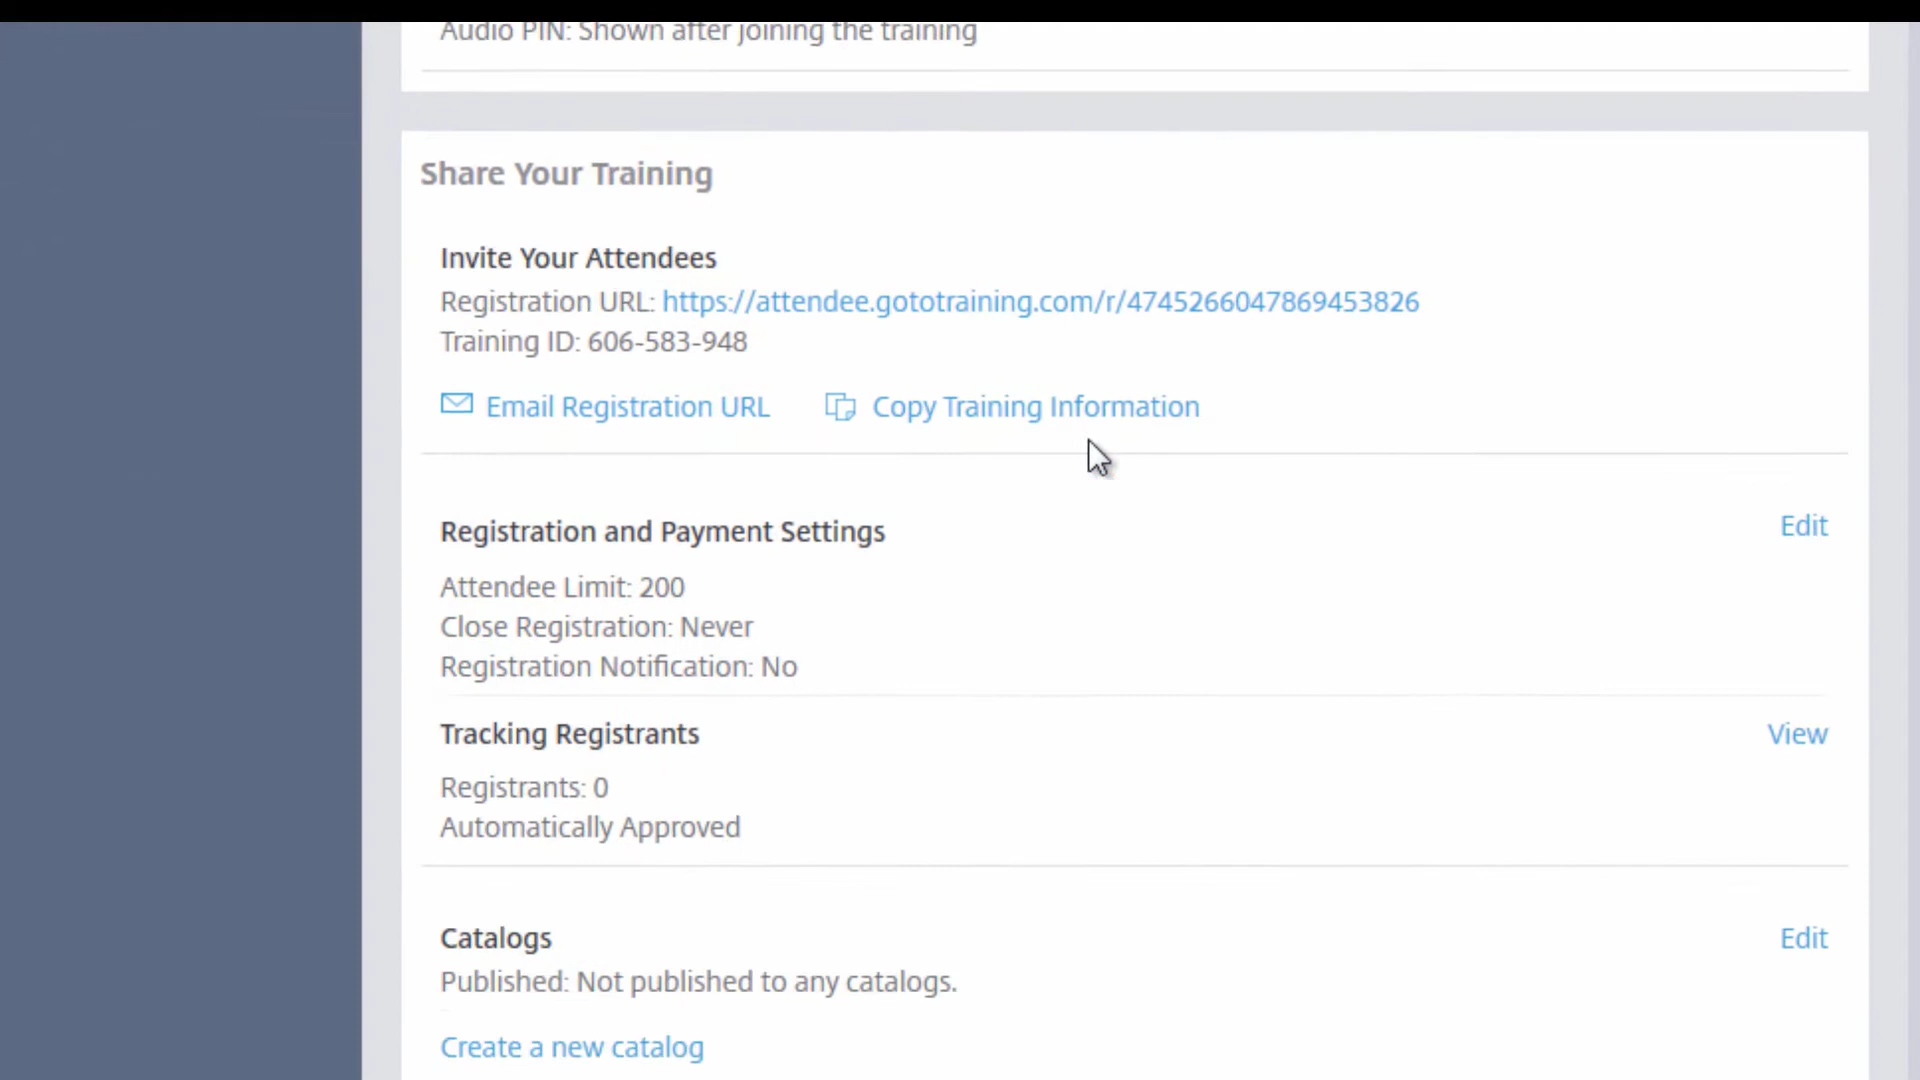 Audio PIN: Shown after joining the training
Share Your Training
Invite Your Attendees
Registration URL: https://attendee.gototraining.com/r/4745266047869453826
Training ID: 606-583-948
Email Registration URL
Copy Training Information
Registration and Payment Settings
Edit
Attendee Limit: 200
Close Registration: Never
Registration Notification: No
Tracking Registrants
View
Registrants: 0
Automatically Approved
Catalogs
Edit
Published: Not published to any catalogs.
Create a new catalog